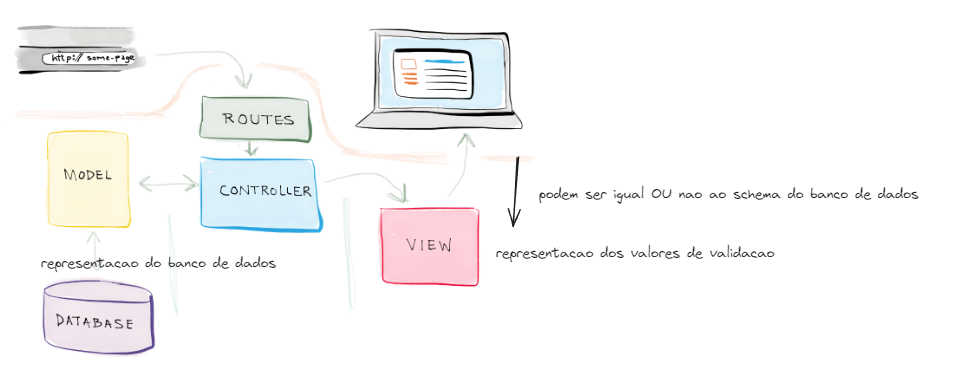 http:// some-page
ROUTES
MODEL
CONTROLLER
podem ser igual OU nao ao schema do banco de dados
VIEW
representacao dos valores de validacao
representacao do banco de dados
DATABASE